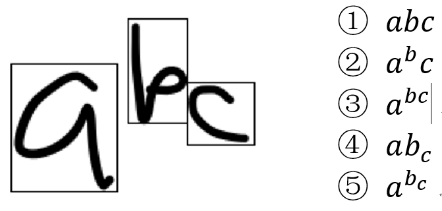 abc
① abc
② a^b c
③ a^{bc}
④ ab_c
⑤ a^{b_c}